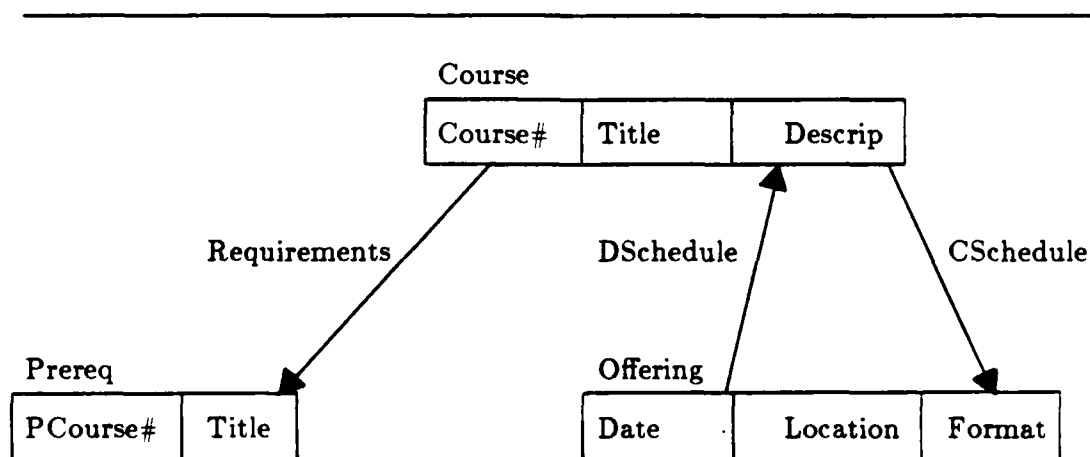 Course
Course# Title Descrip
Requirements DSchedule CSchedule
Prereq Offering
PCourse# Title Date Location Format